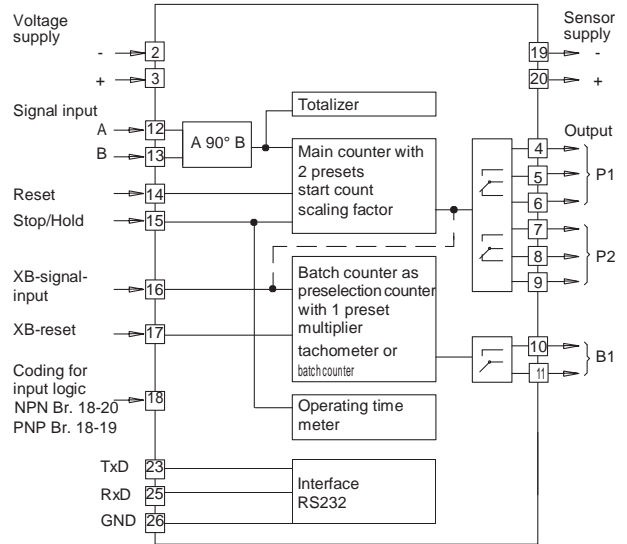 Voltage
supply
-
2
+
3
Signal input
A
12
B
13
A 90° B
Reset
14
Stop/Hold
15
XB-signal-
input
16
XB-reset
17
Coding for
input logic
NPN Br. 18-20
PNP Br. 18-19
18
TxD
23
RxD
25
GND
26
Totalizer
Main counter with
2 presets
start count
scaling factor
Batch counter as
preselection counter
with 1 preset
multiplier
tachometer or
batch counter
Operating time
meter
Interface
RS232
Sensor
supply
19
-
20
+
Output
4
5
6
P1
7
8
9
P2
10
11
B1